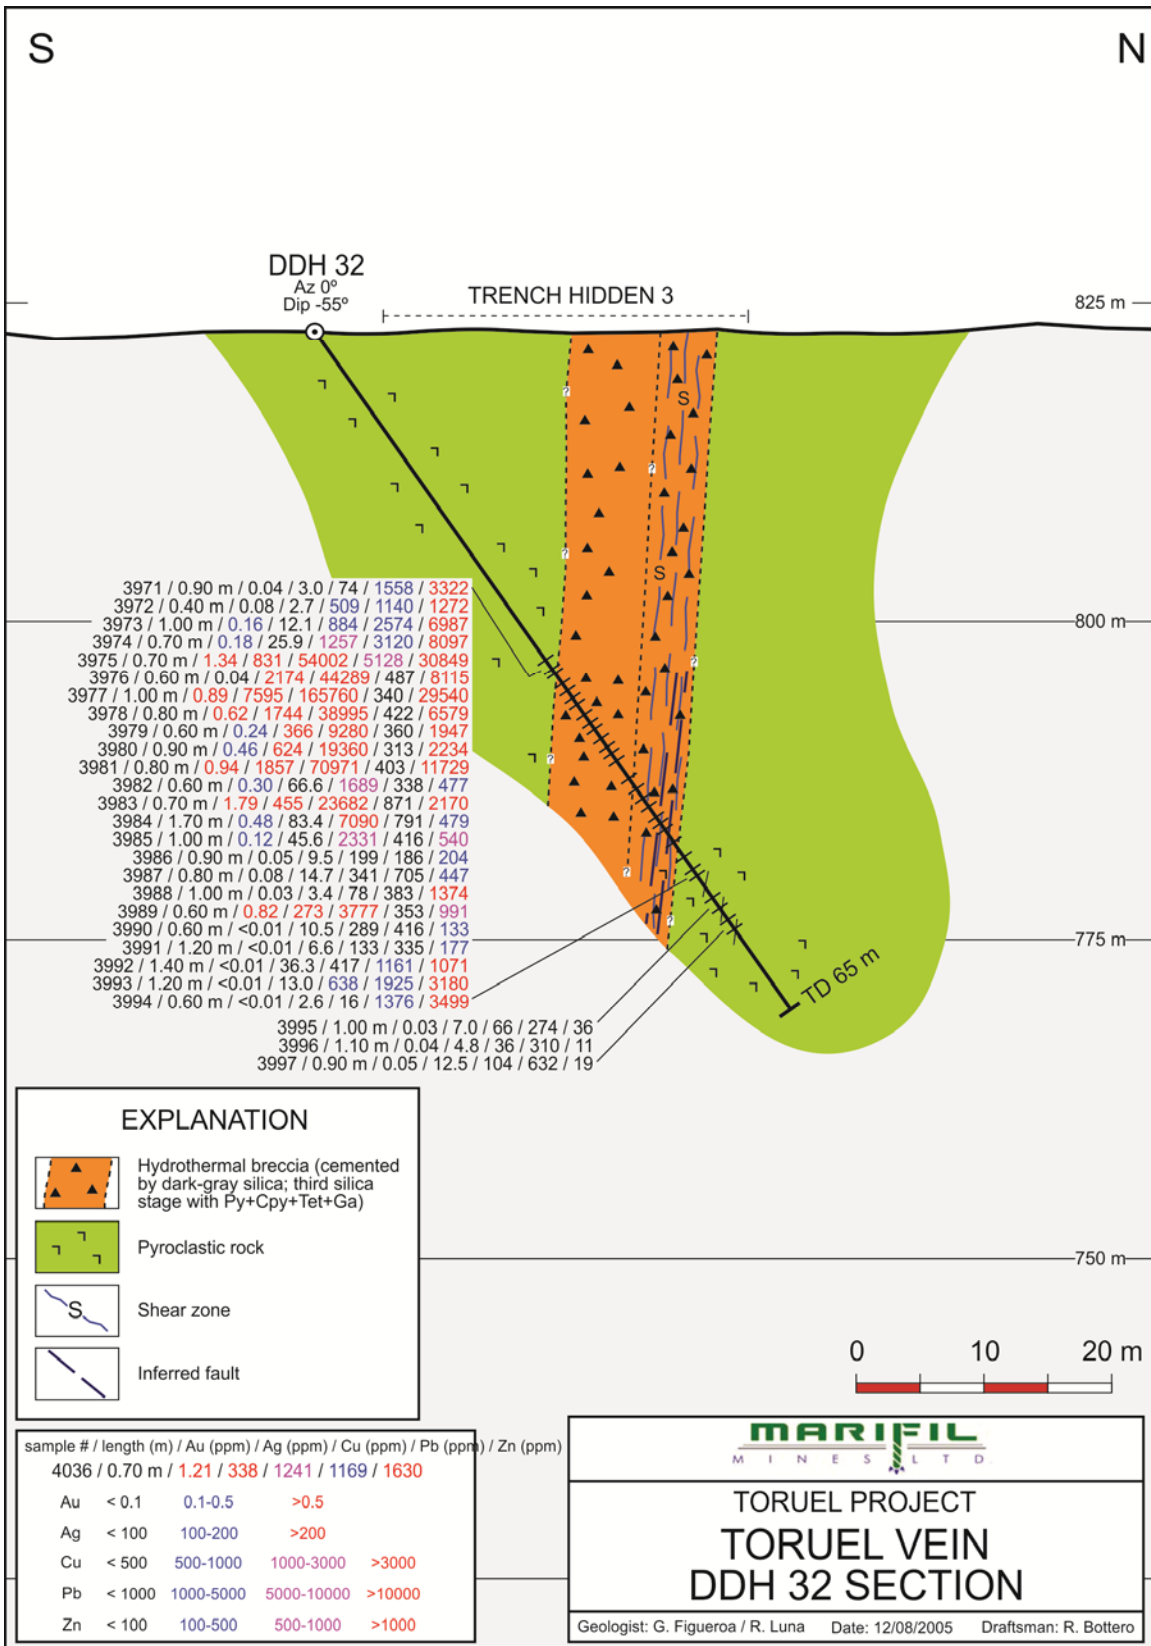 S
N
DDH 32
Az 0º
Dip -55º
TRENCH HIDDEN 3
825 m
S
S
3971 / 0.90 m / 0.04 / 3.0 / 74 / 1558 / 3322
3972 / 0.40 m / 0.08 / 2.7 / 509 / 1140 / 1272
800 m
3973 / 1.00 m / 0.16 / 12.1 / 884 / 2574 / 6987
3974 / 0.70 m / 0.18 / 25.9 / 1257 / 3120 / 8097
3975 / 0.70 m / 1.34 / 831 / 54002 / 5128 / 30849
3976 / 0.60 m / 0.04 / 2174 / 44289 / 487 / 8115
3977 / 1.00 m / 0.89 / 7595 / 165760 / 340 / 29540
3978 / 0.80 m / 0.62 / 1744 / 38995 / 422 / 6579
3979 / 0.60 m / 0.24 / 366 / 9280 / 360 / 1947
3980 / 0.90 m / 0.46 / 624 / 19360 / 313 / 2234
3981 / 0.80 m / 0.94 / 1857 / 70971 / 403 / 11729
3982 / 0.60 m / 0.30 / 66.6 / 1689 / 338 / 477
3983 / 0.70 m / 1.79 / 455 / 23682 / 871 / 2170
3984 / 1.70 m / 0.48 / 83.4 / 7090 / 791 / 479
3985 / 1.00 m / 0.12 / 45.6 / 2331 / 416 / 540
3986 / 0.90 m / 0.05 / 9.5 / 199 / 186 / 204
3987 / 0.80 m / 0.08 / 14.7 / 341 / 705 / 447
3988 / 1.00 m / 0.03 / 3.4 / 78 / 383 / 1374
3989 / 0.60 m / 0.82 / 273 / 3777 / 353 / 991
3990 / 0.60 m / <0.01 / 10.5 / 289 / 416 / 133
3991 / 1.20 m / <0.01 / 6.6 / 133 / 335 / 177
775 m
3992 / 1.40 m / <0.01 / 36.3 / 417 / 1161 / 1071
3993 / 1.20 m / <0.01 / 13.0 / 638 / 1925 / 3180
3994 / 0.60 m / <0.01 / 2.6 / 16 / 1376 / 3499
TD 65 m
3995 / 1.00 m / 0.03 / 7.0 / 66 / 274 / 36
3996 / 1.10 m / 0.04 / 4.8 / 36 / 310 / 11
3997 / 0.90 m / 0.05 / 12.5 / 104 / 632 / 19
EXPLANATION
Hydrothermal breccia (cemented
by dark-gray silica; third silica
stage with Py+Cpy+Tet+Ga)
Pyroclastic rock
S
Shear zone
Inferred fault
750 m
0 10 20 m
sample # / length (m) / Au (ppm) / Ag (ppm) / Cu (ppm) / Pb (ppm) / Zn (ppm)
4036 / 0.70 m / 1.21 / 338 / 1241 / 1169 / 1630
Au < 0.1 0.1-0.5 >0.5
Ag < 100 100-200 >200
Cu < 500 500-1000 1000-3000 >3000
Pb < 1000 1000-5000 5000-10000 >10000
Zn < 100 100-500 500-1000 >1000
MARIFIL
MINES LTD
TORUEL PROJECT
TORUEL VEIN
DDH 32 SECTION
Geologist: G. Figueroa / R. Luna Date: 12/08/2005 Draftsman: R. Bottero